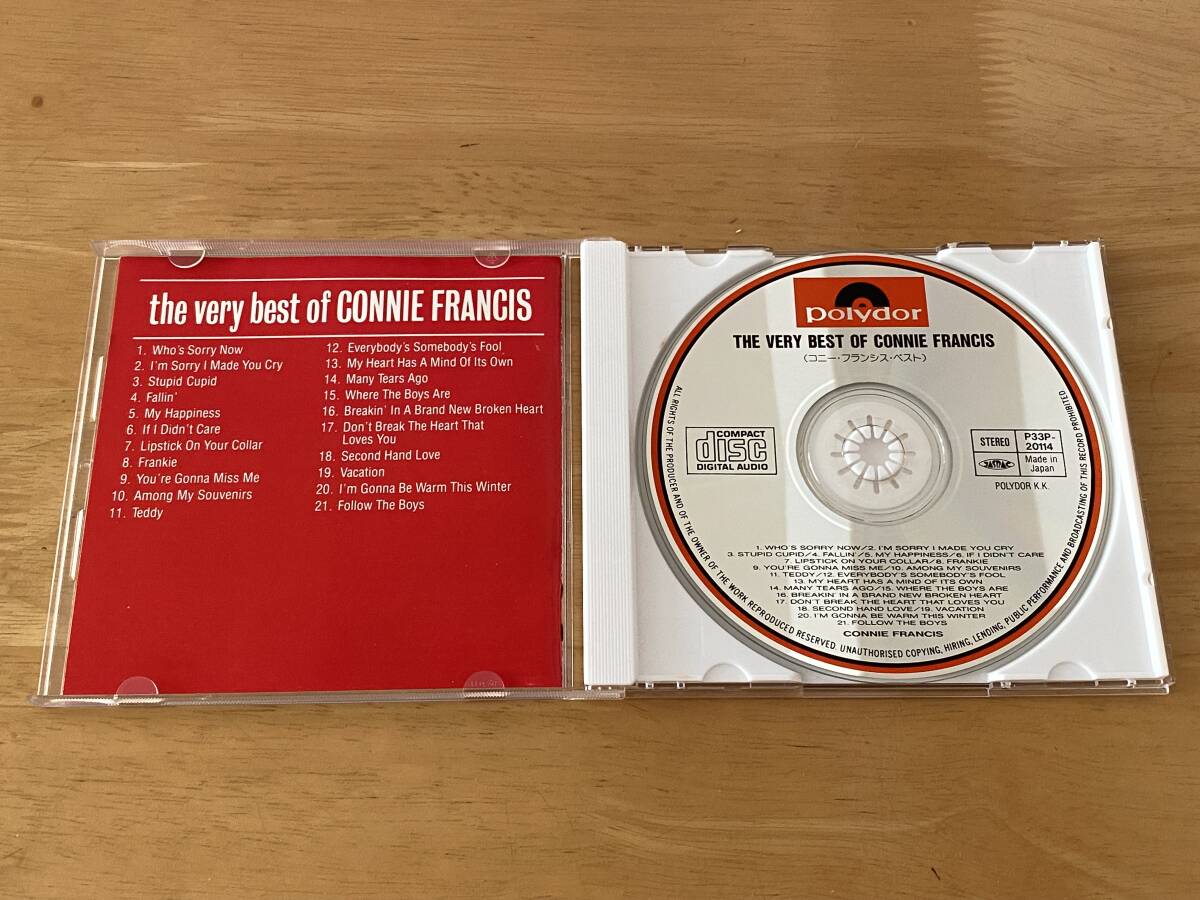 the very best of CONNIE FRANCIS
1. Who's Sorry Now
2. I'm Sorry I Made You Cry
3. Stupid Cupid
4. Fallin'
5. My Happiness
6. If I Didn't Care
7. Lipstick On Your Collar
8. Frankie
9. You're Gonna Miss Me
10. Among My Souvenirs
11. Teddy
12. Everybody's Somebody's Fool
13. My Heart Has A Mind Of Its Own
14. Many Tears Ago
15. Where The Boys Are
16. Breakin' In A Brand New Broken Heart
17. Don't Break The Heart That
Loves You
18. Second Hand Love
19. Vacation
20. I'm Gonna Be Warm This Winter
21. Follow The Boys
polydor
THE VERY BEST OF CONNIE FRANCIS
(コニー・フランシス・ベスト)
COMPACT
disc
DIGITAL AUDIO
STEREO
P33P-
20114
JASRAC
Made in
Japan
POLYDOR K.K.
1. WHO'S SORRY NOW/2. I'M SORRY I MADE YOU CRY
3. STUPID CUPID/4. FALLIN'/5. MY HAPPINESS/6. IF I DIDN'T CARE
7. LIPSTICK ON YOUR COLLAR/8. FRANKIE
9. YOU'RE GONNA MISS ME/10. AMONG MY SOUVENIRS
11. TEDDY/12. EVERYBODY'S SOMEBODY'S FOOL
13. MY HEART HAS A MIND OF ITS OWN
14. MANY TEARS AGO/15. WHERE THE BOYS ARE
16. BREAKIN' IN A BRAND NEW BROKEN HEART
17. DON'T BREAK THE HEART THAT LOVES YOU
18. SECOND HAND LOVE/19. VACATION
20. I'M GONNA BE WARM THIS WINTER
21. FOLLOW THE BOYS
CONNIE FRANCIS
ALL RIGHTS OF THE PRODUCER AND OF THE OWNER OF THE WORK REPRODUCED RESERVED. UNAUTHORISED COPYING, HIRING, LENDING, PUBLIC PERFORMANCE AND BROADCASTING OF THIS RECORD PROHIBITED